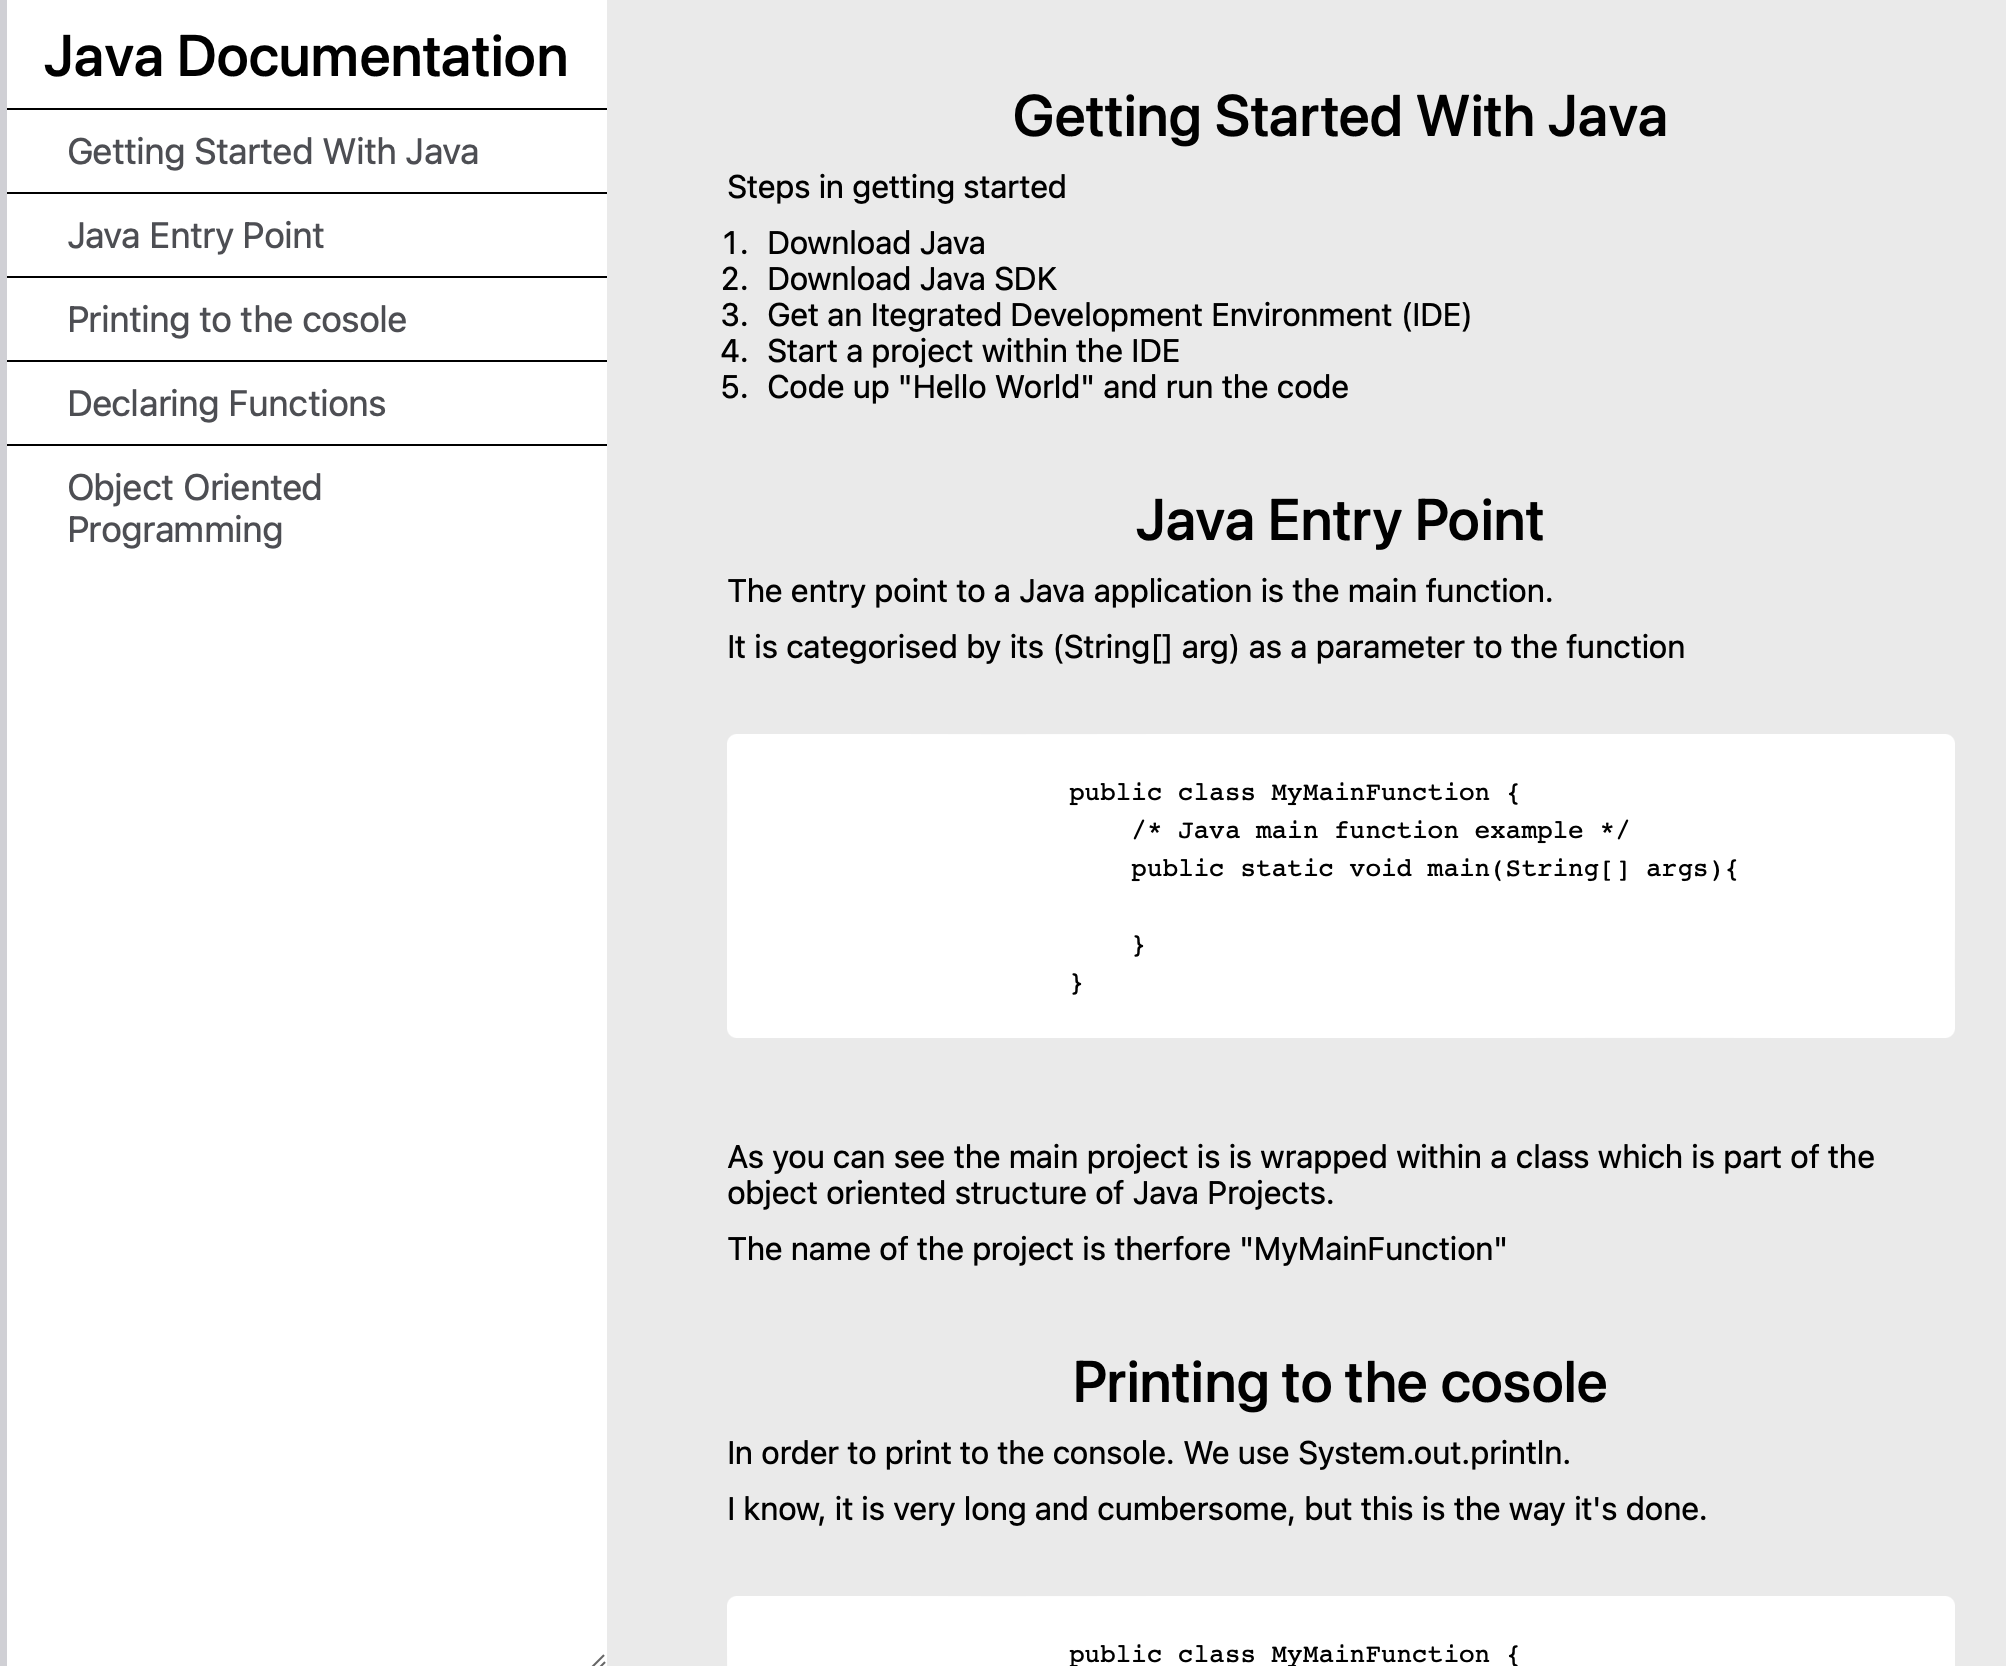 Java Documentation
Getting Started With Java
Java Entry Point
Printing to the cosole
Declaring Functions
Object Oriented
Programming
Getting Started With Java
Steps in getting started
1. Download Java
2. Download Java SDK
3. Get an Itegrated Development Environment (IDE)
4. Start a project within the IDE
5. Code up "Hello World" and run the code
Java Entry Point
The entry point to a Java application is the main function.
It is categorised by its (String[] arg) as a parameter to the function
public class MyMainFunction {
    /* Java main function example */
    public static void main(String[] args){
    }
}
As you can see the main project is is wrapped within a class which is part of the
object oriented structure of Java Projects.
The name of the project is therfore "MyMainFunction"
Printing to the cosole
In order to print to the console. We use System.out.println.
I know, it is very long and cumbersome, but this is the way it's done.
public class MyMainFunction {